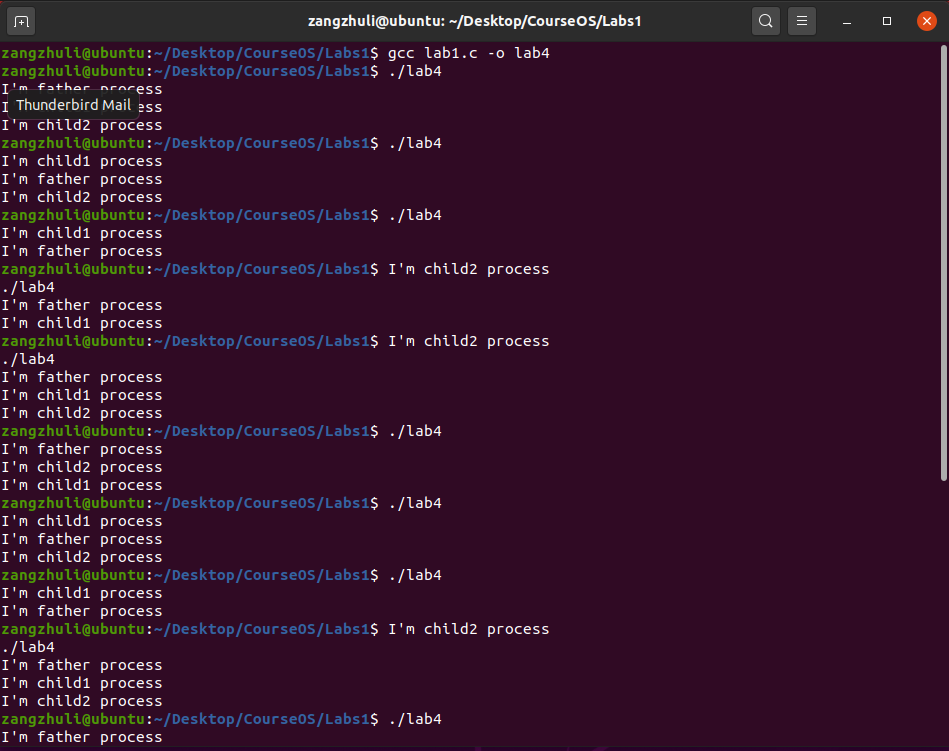 zangzhuli@ubuntu: ~/Desktop/CourseOS/Labs1
zangzhuli@ubuntu:~/Desktop/CourseOS/Labs1$ gcc lab1.c -o lab4
zangzhuli@ubuntu:~/Desktop/CourseOS/Labs1$ ./lab4
I'm father process
Thunderbird Mail
I'm child2 process
zangzhuli@ubuntu:~/Desktop/CourseOS/Labs1$ ./lab4
I'm child1 process
I'm father process
I'm child2 process
zangzhuli@ubuntu:~/Desktop/CourseOS/Labs1$ ./lab4
I'm child1 process
I'm father process
zangzhuli@ubuntu:~/Desktop/CourseOS/Labs1$ I'm child2 process
./lab4
I'm father process
I'm child1 process
zangzhuli@ubuntu:~/Desktop/CourseOS/Labs1$ I'm child2 process
./lab4
I'm father process
I'm child1 process
I'm child2 process
zangzhuli@ubuntu:~/Desktop/CourseOS/Labs1$ ./lab4
I'm father process
I'm child2 process
I'm child1 process
zangzhuli@ubuntu:~/Desktop/CourseOS/Labs1$ ./lab4
I'm child1 process
I'm father process
I'm child2 process
zangzhuli@ubuntu:~/Desktop/CourseOS/Labs1$ ./lab4
I'm child1 process
I'm father process
zangzhuli@ubuntu:~/Desktop/CourseOS/Labs1$ I'm child2 process
./lab4
I'm father process
I'm child1 process
I'm child2 process
zangzhuli@ubuntu:~/Desktop/CourseOS/Labs1$ ./lab4
I'm father process